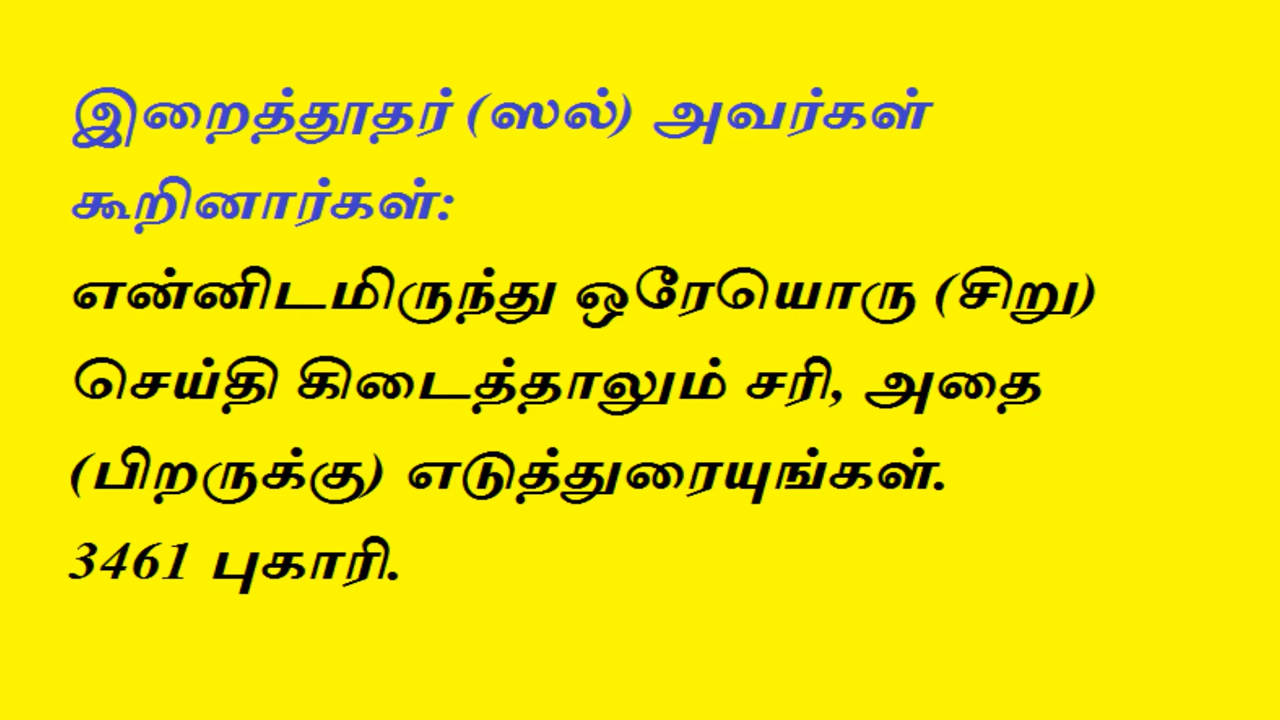 இறைத்தூதர் (ஸல்) அவர்கள்
கூறினார்கள்:
என்னிடமிருந்து ஒரேயொரு (சிறு)
செய்தி கிடைத்தாலும் சரி, அதை
(பிறருக்கு) எடுத்துரையுங்கள்.
3461 புகாரி.